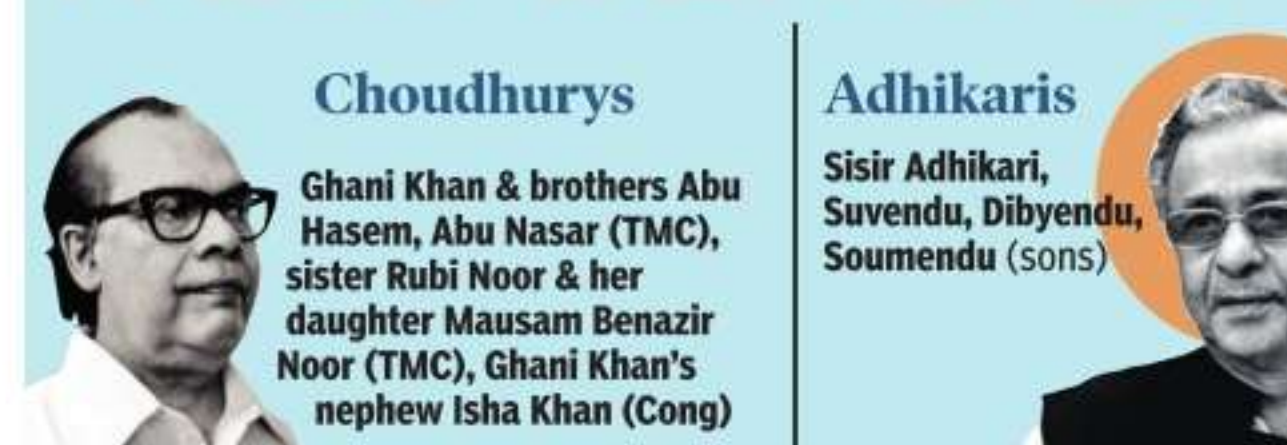 Choudhurys
Ghani Khan & brothers Abu
Hasem, Abu Nasar (TMC),
sister Rubi Noor & her
daughter Mausam Benazir
Noor (TMC), Ghani Khan's
nephew Isha Khan (Cong)
Adhikaris
Sisir Adhikari,
Suvendu, Dibyendu,
Soumendu (sons)